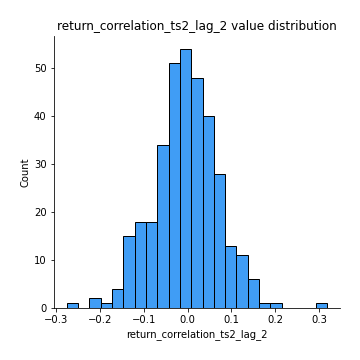 return_correlation_ts2_lag_2 value distribution
50
40
30
20
10
0
Count
−0.3 −0.2 −0.1 0.0 0.1 0.2 0.3
return_correlation_ts2_lag_2